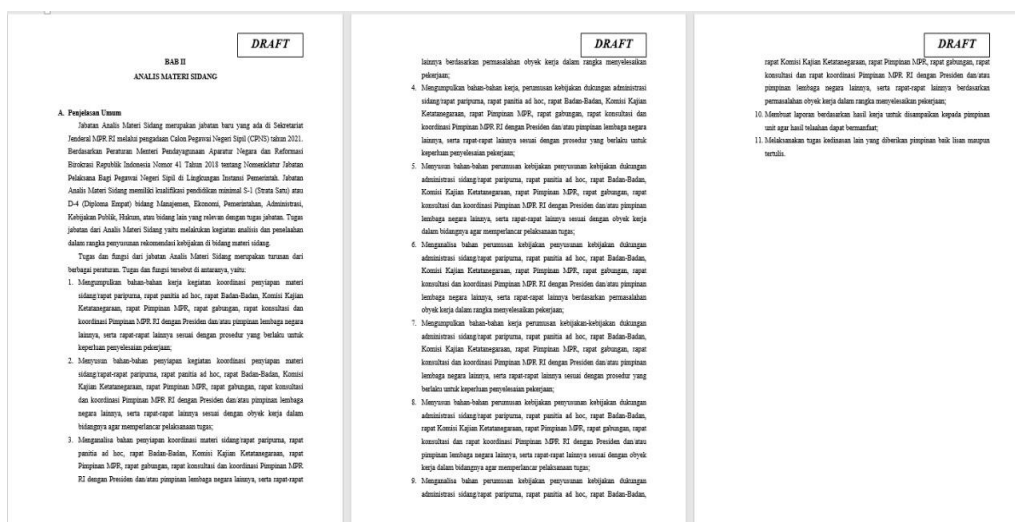 DRAFT
BAB II
ANALIS MATERI SIDANG
A. Penjelasan Umum
Jabatan Analis Materi Sidang merupakan jabatan baru yang ada di Sekretariat
Jenderal MPR RI melalui pengadaan Calon Pegawai Negeri Sipil (CPNS) tahun 2021.
Berdasarkan Peraturan Menteri Pendayagunaan Aparatur Negara dan Reformasi
Birokrasi Republik Indonesia Nomor 41 Tahun 2018 tentang Nomenklatur Jabatan
Pelaksana Bagi Pegawai Negeri Sipil di Lingkungan Instansi Pemerintah. Jabatan
Analis Materi Sidang memiliki kualifikasi pendidikan minimal S-1 (Strata Satu) atau
D-4 (Diploma Empat) bidang Manajemen, Ekonomi, Pemerintahan, Administrasi,
Kebijakan Publik, Hukum, atau bidang lain yang relevan dengan tugas jabatan. Tugas
jabatan dari Analis Materi Sidang yaitu melakukan kegiatan analisis dan penelaahan
dalam rangka penyusunan rekomendasi kebijakan di bidang materi sidang.
Tugas dan fungsi dari jabatan Analis Materi Sidang merupakan turunan dari
berbagai peraturan. Tugas dan fungsi tersebut di antaranya, yaitu:
1. Mengumpulkan bahan-bahan kerja kegiatan koordinasi penyiapan materi
sidang/rapat paripurna, rapat panitia ad hoc, rapat Badan-Badan, Komisi Kajian
Ketatanegaraan, rapat Pimpinan MPR, rapat gabungan, rapat konsultasi dan
koordinasi Pimpinan MPR RI dengan Presiden dan/atau pimpinan lembaga negara
lainnya, serta rapat-rapat lainnya sesuai dengan prosedur yang berlaku untuk
keperluan penyelesaian pekerjaan;
2. Menyusun bahan-bahan penyiapan kegiatan koordinasi penyiapan materi
sidang/rapat-rapat paripurna, rapat panitia ad hoc, rapat Badan-Badan, Komisi
Kajian Ketatanegaraan, rapat Pimpinan MPR, rapat gabungan, rapat konsultasi
dan koordinasi Pimpinan MPR RI dengan Presiden dan/atau pimpinan lembaga
negara lainnya, serta rapat-rapat lainnya sesuai dengan obyek kerja dalam
bidangnya agar memperlancar pelaksanaan tugas;
3. Menganalisa bahan penyiapan koordinasi materi sidang/rapat paripurna, rapat
panitia ad hoc, rapat Badan-Badan, Komisi Kajian Ketatanegaraan, rapat
Pimpinan MPR, rapat gabungan, rapat konsultasi dan koordinasi Pimpinan MPR
RI dengan Presiden dan/atau pimpinan lembaga negara lainnya, serta rapat-rapat
DRAFT
lainnya berdasarkan permasalahan obyek kerja dalam rangka menyelesaikan
pekerjaan;
4. Mengumpulkan bahan-bahan kerja, perumusan kebijakan dukungan administrasi
sidang/rapat paripurna, rapat panitia ad hoc, rapat Badan-Badan, Komisi Kajian
Ketatanegaraan, rapat Pimpinan MPR, rapat gabungan, rapat konsultasi dan
koordinasi Pimpinan MPR RI dengan Presiden dan/atau pimpinan lembaga negara
lainnya, serta rapat-rapat lainnya sesuai dengan prosedur yang berlaku untuk
keperluan penyelesaian pekerjaan;
5. Menyusun bahan-bahan perumusan kebijakan penyusunan kebijakan dukungan
administrasi sidang/rapat paripurna, rapat panitia ad hoc, rapat Badan-Badan,
Komisi Kajian Ketatanegaraan, rapat Pimpinan MPR, rapat gabungan, rapat
konsultasi dan koordinasi Pimpinan MPR RI dengan Presiden dan/atau pimpinan
lembaga negara lainnya, serta rapat-rapat lainnya sesuai dengan obyek kerja
dalam bidangnya agar memperlancar pelaksanaan tugas;
6. Menganalisa bahan perumusan kebijakan penyusunan kebijakan dukungan
administrasi sidang/rapat paripurna, rapat panitia ad hoc, rapat Badan-Badan,
Komisi Kajian Ketatanegaraan, rapat Pimpinan MPR, rapat gabungan, rapat
konsultasi dan koordinasi Pimpinan MPR RI dengan Presiden dan/atau pimpinan
lembaga negara lainnya, serta rapat-rapat lainnya berdasarkan permasalahan
obyek kerja dalam rangka menyelesaikan pekerjaan;
7. Mengumpulkan bahan-bahan kerja perumusan kebijakan-kebijakan dukungan
administrasi sidang/rapat paripurna, rapat panitia ad hoc, rapat Badan-Badan,
Komisi Kajian Ketatanegaraan, rapat Pimpinan MPR, rapat gabungan, rapat
konsultasi dan koordinasi Pimpinan MPR RI dengan Presiden dan/atau pimpinan
lembaga negara lainnya, serta rapat-rapat lainnya sesuai dengan prosedur yang
berlaku untuk keperluan penyelesaian pekerjaan;
8. Menyusun bahan-bahan perumusan kebijakan penyusunan kebijakan dukungan
administrasi sidang/rapat paripurna, rapat panitia ad hoc, rapat Badan-Badan,
rapat Komisi Kajian Ketatanegaraan, rapat Pimpinan MPR, rapat gabungan, rapat
konsultasi dan rapat koordinasi Pimpinan MPR RI dengan Presiden dan/atau
pimpinan lembaga negara lainnya, serta rapat-rapat lainnya sesuai dengan obyek
kerja dalam bidangnya agar memperlancar pelaksanaan tugas;
9. Menganalisa bahan perumusan kebijakan penyusunan kebijakan dukungan
administrasi sidang/rapat paripurna, rapat panitia ad hoc, rapat Badan-Badan,
DRAFT
rapat Komisi Kajian Ketatanegaraan, rapat Pimpinan MPR, rapat gabungan, rapat
konsultasi dan rapat koordinasi Pimpinan MPR RI dengan Presiden dan/atau
pimpinan lembaga negara lainnya, serta rapat-rapat lainnya berdasarkan
permasalahan obyek kerja dalam rangka menyelesaikan pekerjaan;
10. Membuat laporan berdasarkan hasil kerja untuk disampaikan kepada pimpinan
unit agar hasil telaahan dapat bermanfaat;
11. Melaksanakan tugas kedinasan lain yang diberikan pimpinan baik lisan maupun
tertulis.